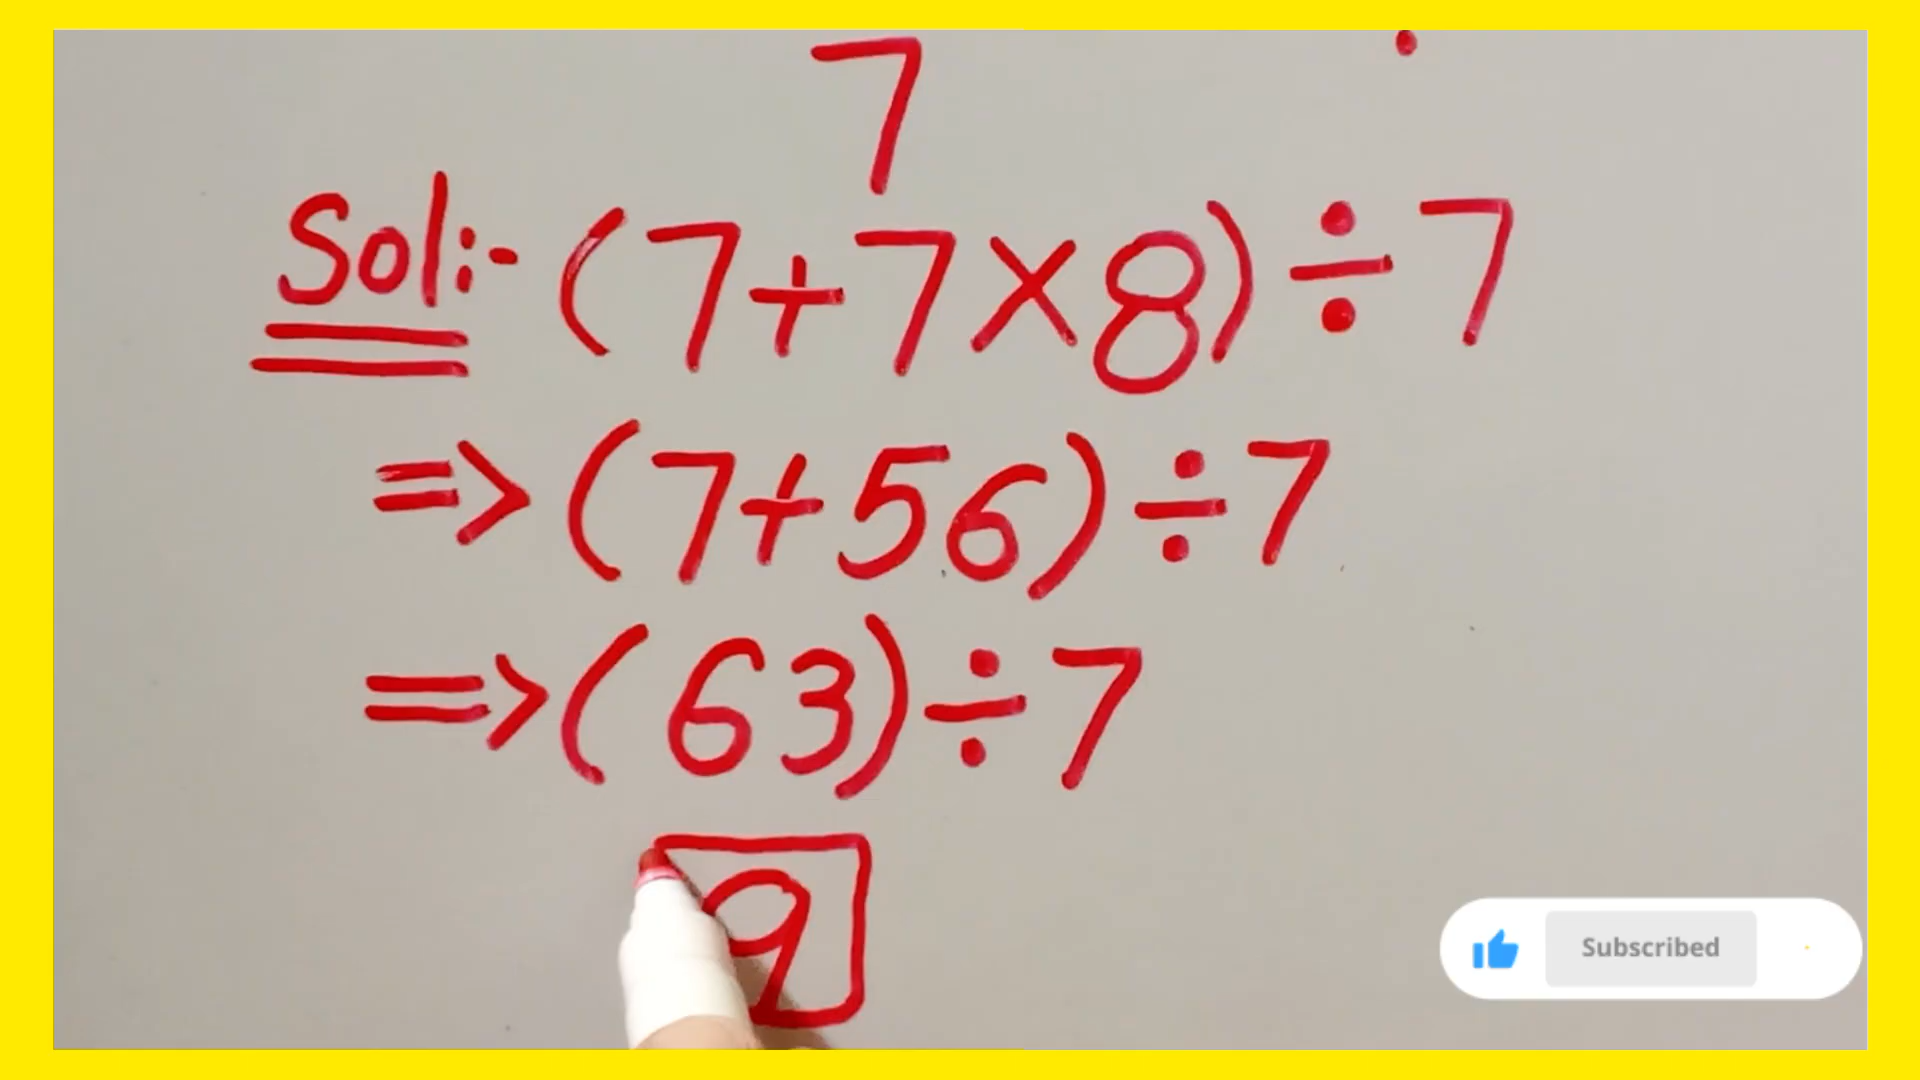 7
Sol:- (7+7×8)÷7
=> (7+56)÷7
=> (63)÷7
9
Subscribed